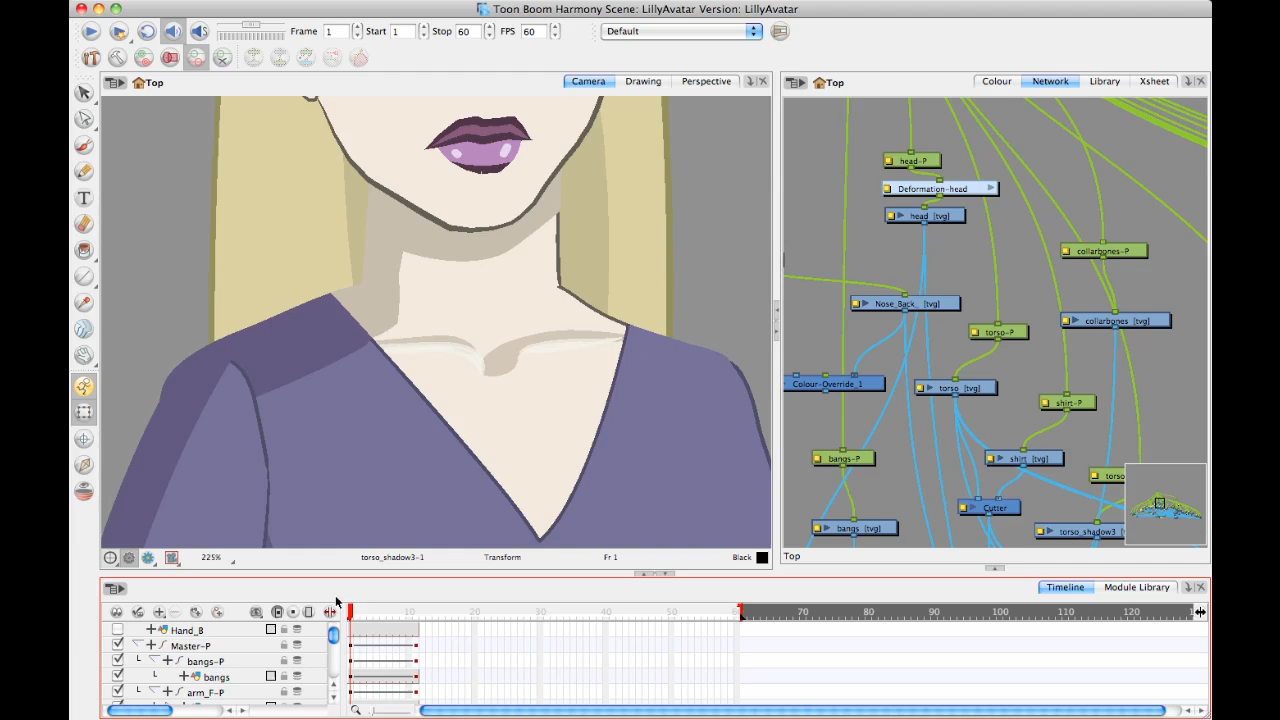 Toon Boom Harmony Scene: LillyAvatar Version: LillyAvatar
Frame 1 Start 1 Stop 60 FPS 60 Default
Top Camera Drawing Perspective
Top Colour Network Library Xsheet
head-P
Deformation-head
head [tvg]
collarbones-P
Nose_Back_ [tvg]
collarbones [tvg]
torso-P
Colour-Override_1
torso [tvg]
shirt-P
bangs-P
shirt [tvg]
torso
Cutter
bangs [tvg]
torso_shadow3
225% torso_shadow3-1 Transform Fr 1 Black
Top
Timeline Module Library
10 20 30 40 50 70 80 90 100 110 120
Hand_B
Master-P
bangs-P
bangs
arm_F-P